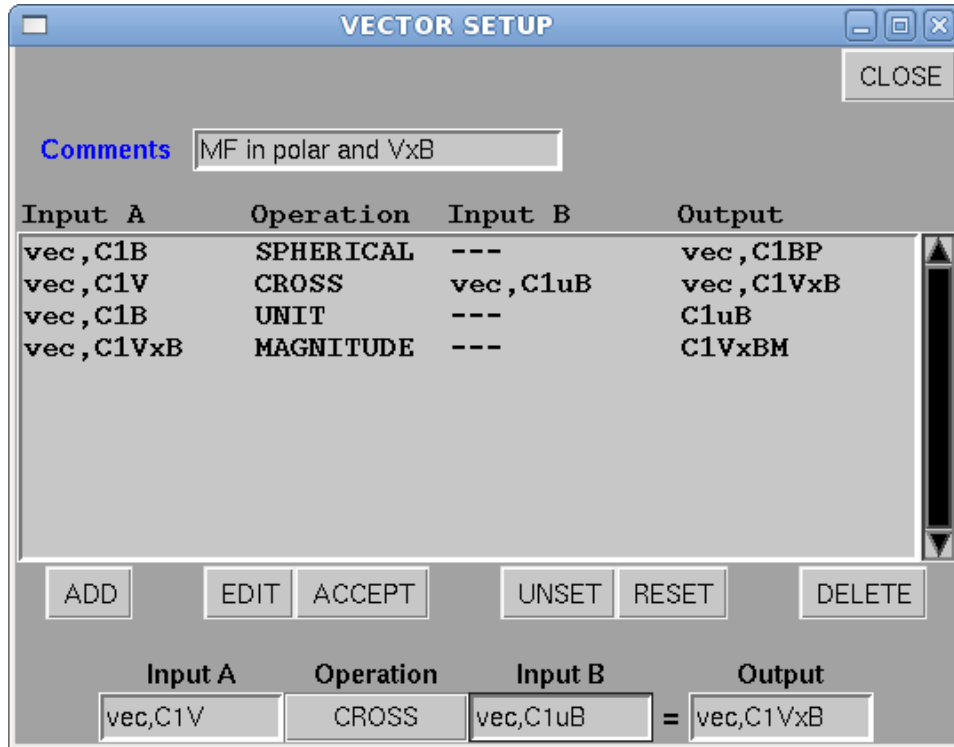 VECTOR SETUP
CLOSE
Comments MF in polar and VxB
Input A Operation Input B Output
vec,C1B SPHERICAL --- vec,C1BP
vec,C1V CROSS vec,C1uB vec,C1VxB
vec,C1B UNIT --- C1uB
vec,C1VxB MAGNITUDE --- C1VxBM
ADD EDIT ACCEPT UNSET RESET DELETE
Input A Operation Input B Output
vec,C1V CROSS vec,C1uB = vec,C1VxB